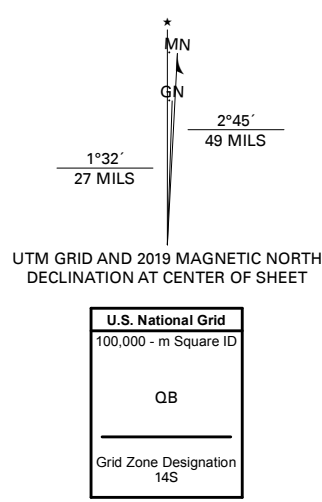 ★
MN
GN
2°45´
49 MILS
1°32´
27 MILS
UTM GRID AND 2019 MAGNETIC NORTH
DECLINATION AT CENTER OF SHEET
U.S. National Grid
100,000 - m Square ID
QB
Grid Zone Designation
14S